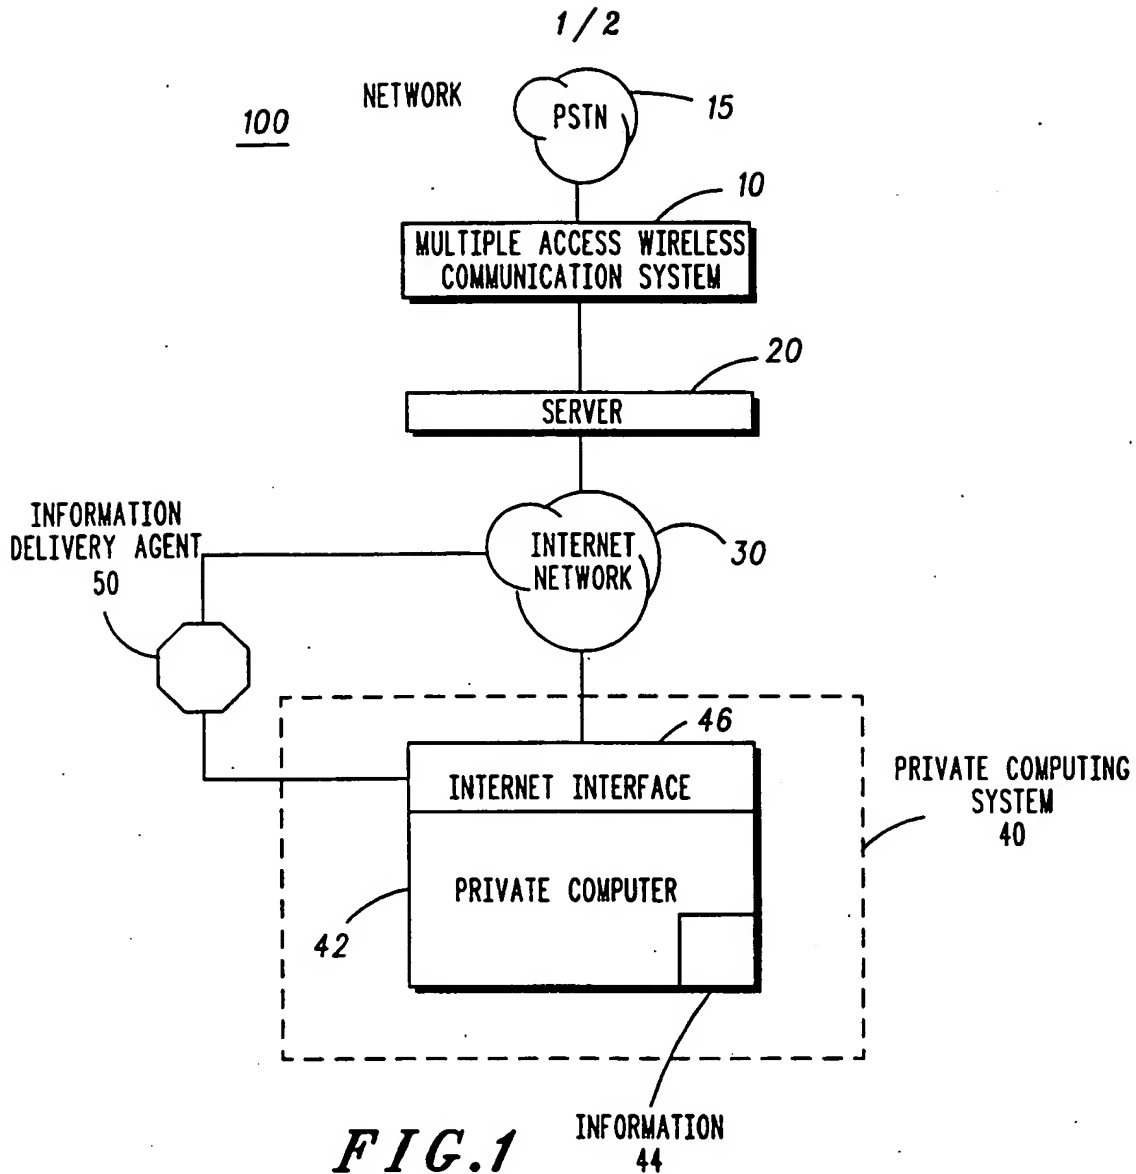 1/2
NETWORK
100
PSTN
15
10
MULTIPLE ACCESS WIRELESS
COMMUNICATION SYSTEM
20
SERVER
INFORMATION
DELIVERY AGENT
50
INTERNET
NETWORK
30
46
INTERNET INTERFACE
PRIVATE COMPUTING
SYSTEM
40
PRIVATE COMPUTER
42
INFORMATION
44
FIG.1